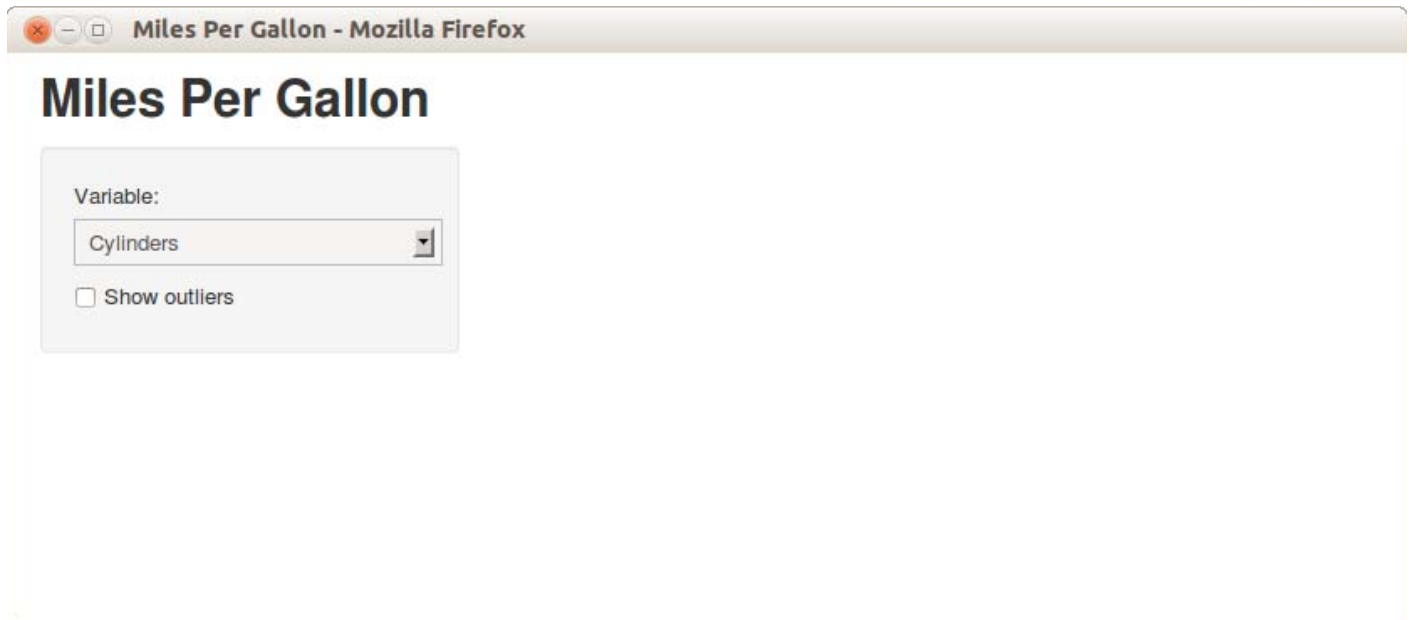 Miles Per Gallon - Mozilla Firefox
Miles Per Gallon
Variable:
Cylinders
Show outliers